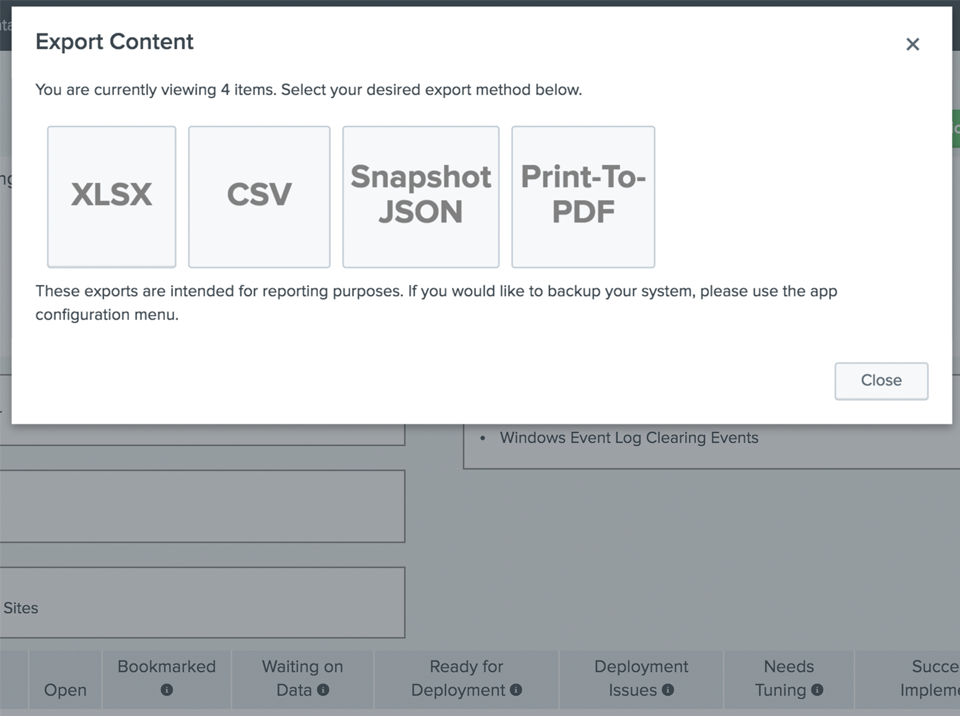 Export Content
You are currently viewing 4 items. Select your desired export method below.
XLSX
CSV
Snapshot
JSON
Print-To-
PDF
These exports are intended for reporting purposes. If you would like to backup your system, please use the app
configuration menu.
Close
• Windows Event Log Clearing Events
Sites
Open
Bookmarked
Waiting on
Data
Ready for
Deployment
Deployment
Issues
Needs
Tuning
Succe
Impleme